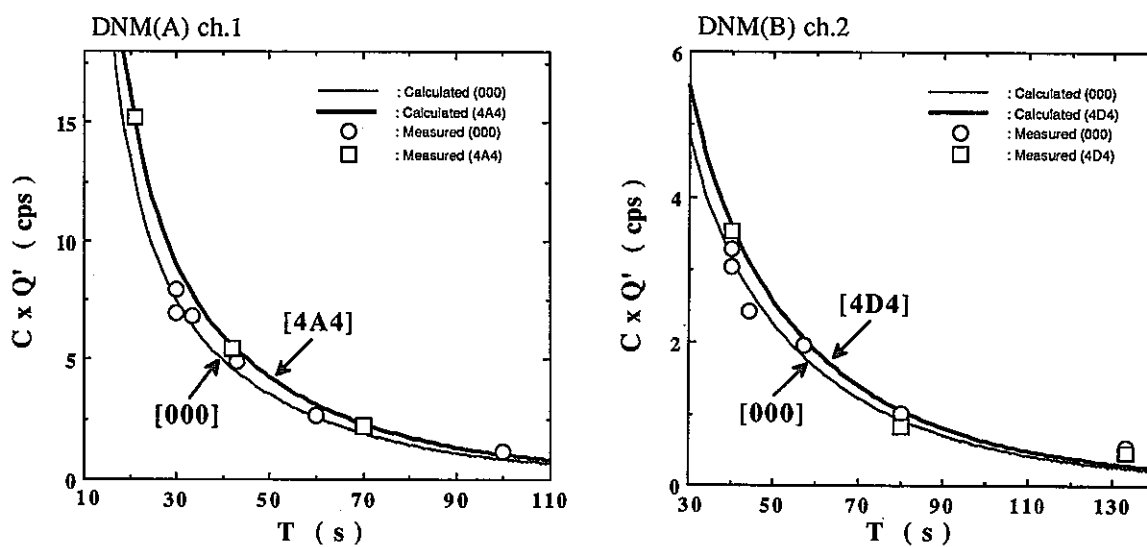 DNM(A) ch.1
: Calculated (000)
: Calculated (4A4)
: Measured (000)
: Measured (4A4)
15
10
5
0
C x Q' ( cps)
[4A4]
[000]
10 30 50 70 90 110
T ( s )
DNM(B) ch.2
: Calculated (000)
: Calculated (4D4)
: Measured (000)
: Measured (4D4)
6
4
2
0
C x Q' ( cps)
[4D4]
[000]
30 50 70 90 110 130
T ( s )